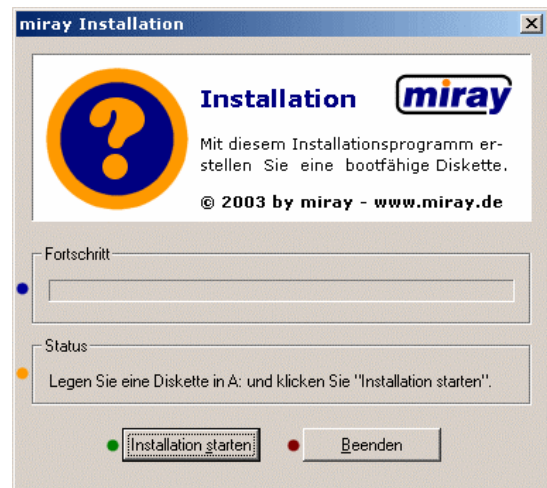 miray Installation
Installation
miray
Mit diesem Installationsprogramm er-
stellen Sie eine bootfähige Diskette.
© 2003 by miray - www.miray.de
Fortschritt
Status
Legen Sie eine Diskette in A: und klicken Sie "Installation starten".
Installation starten
Beenden